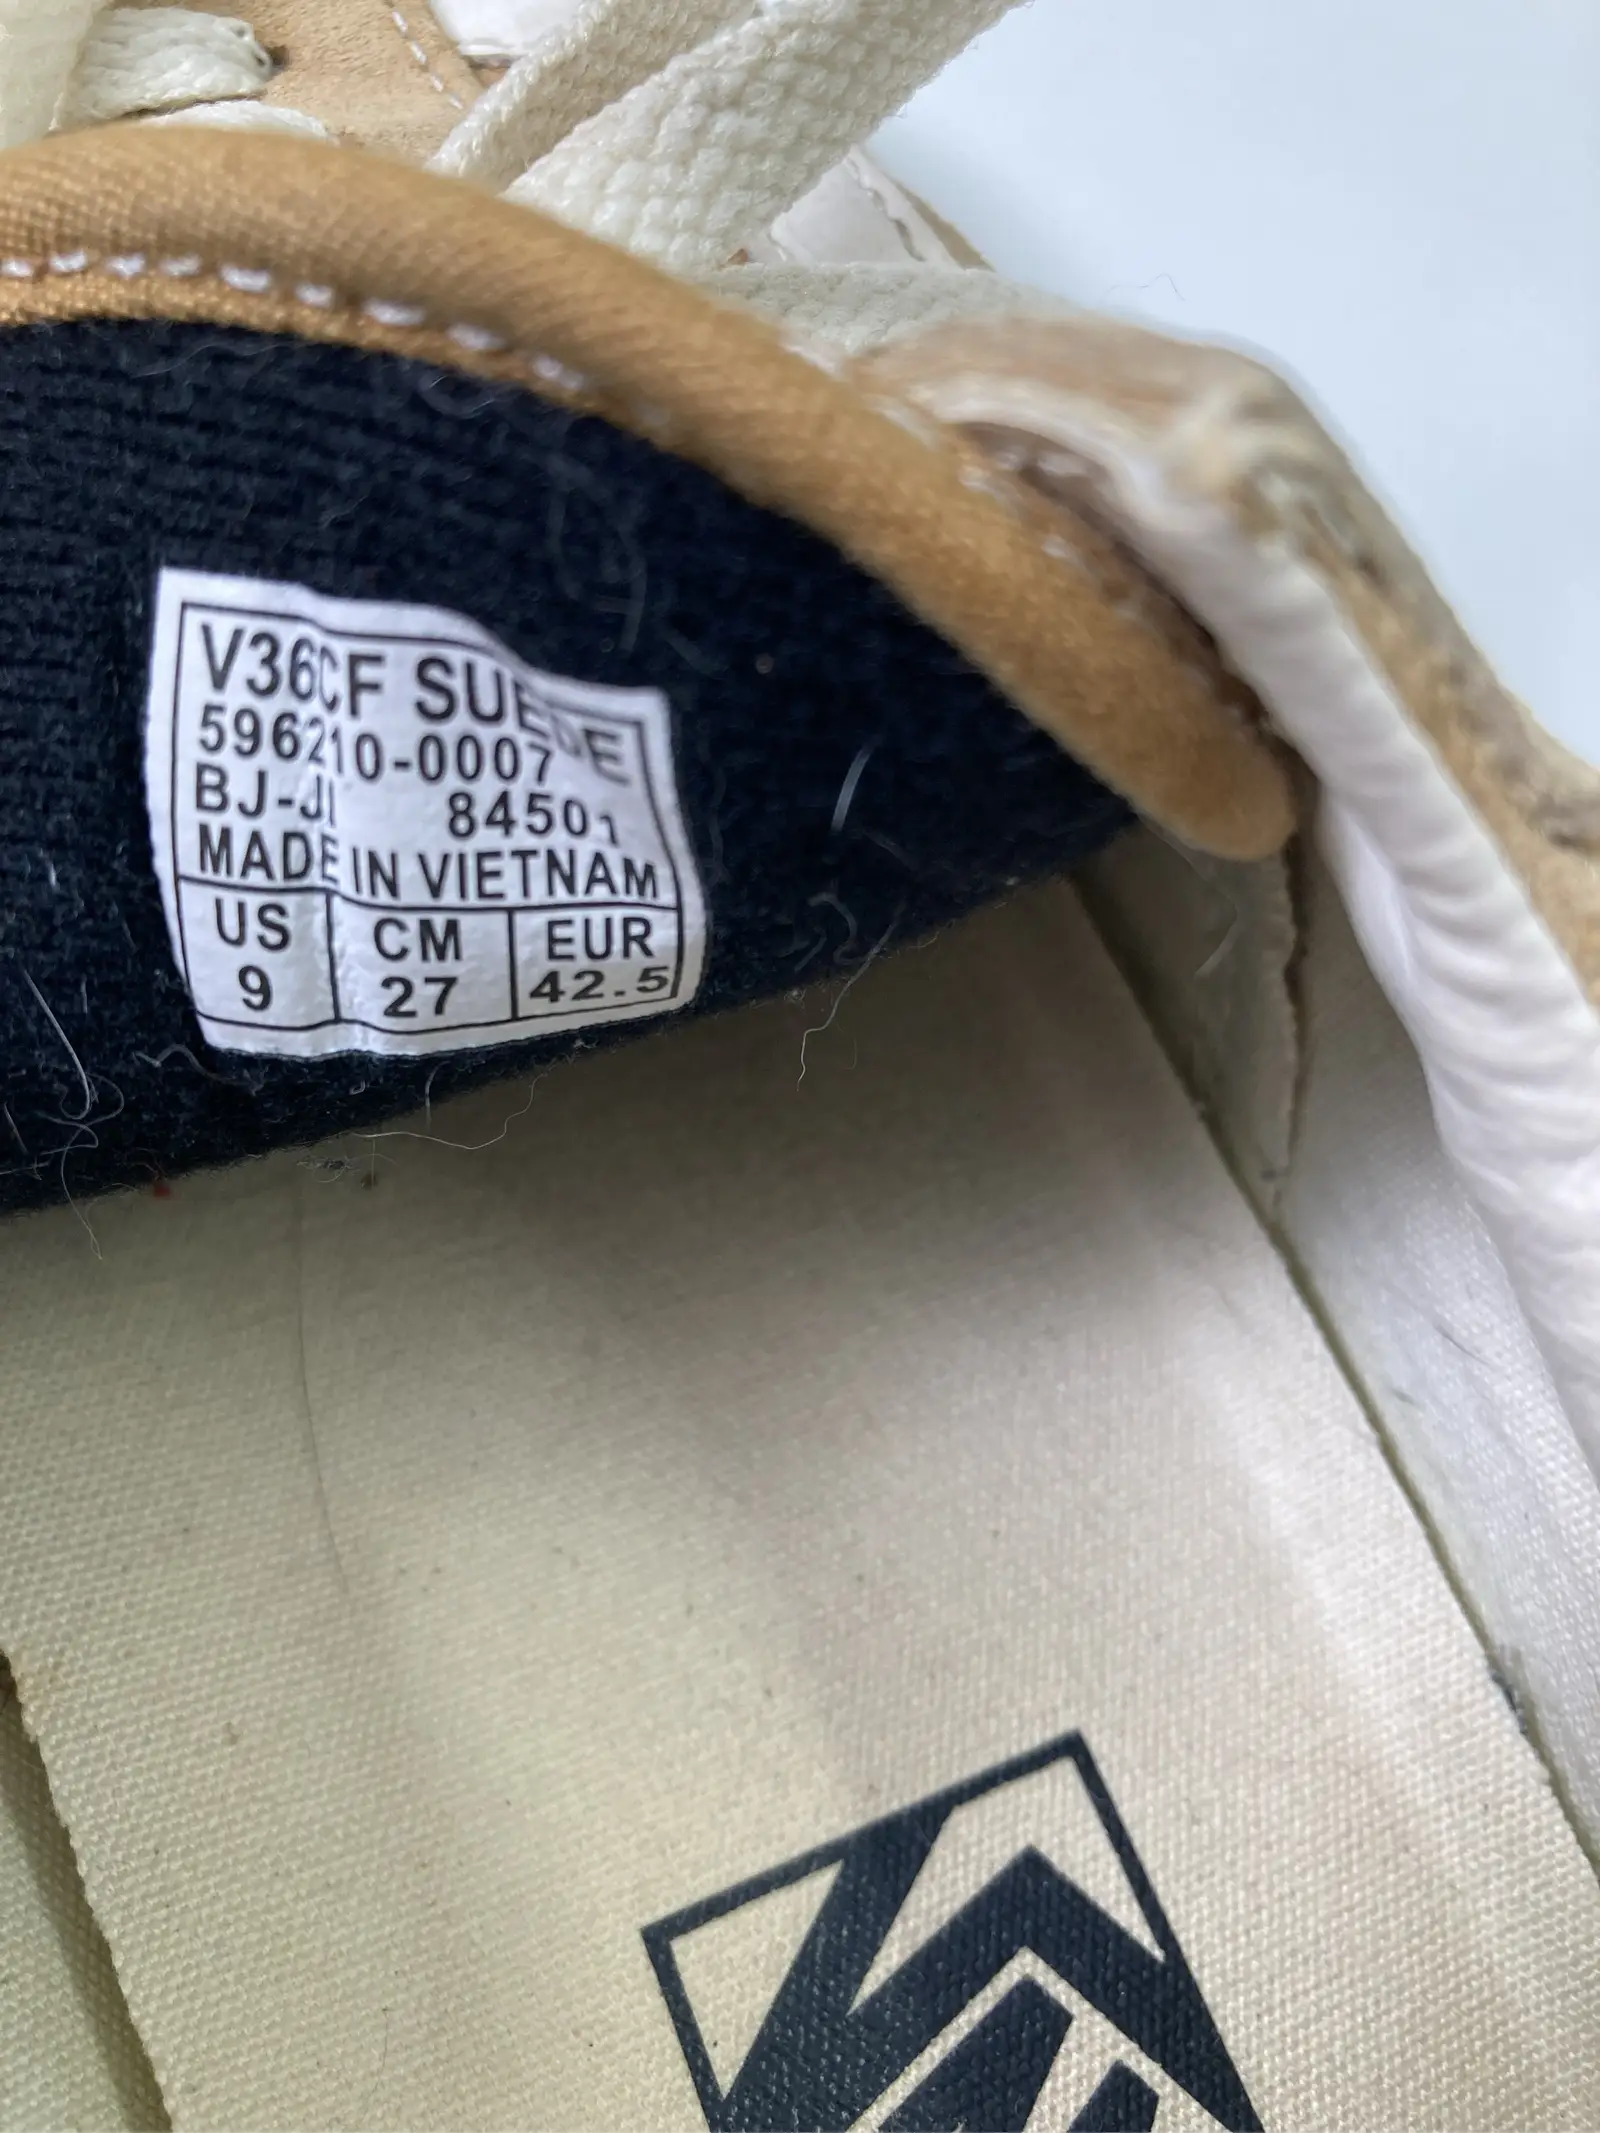 V36CF SUEDE
596210-0007
BJ-JI 84501
MADE IN VIETNAM
US CM EUR
9 27 42.5